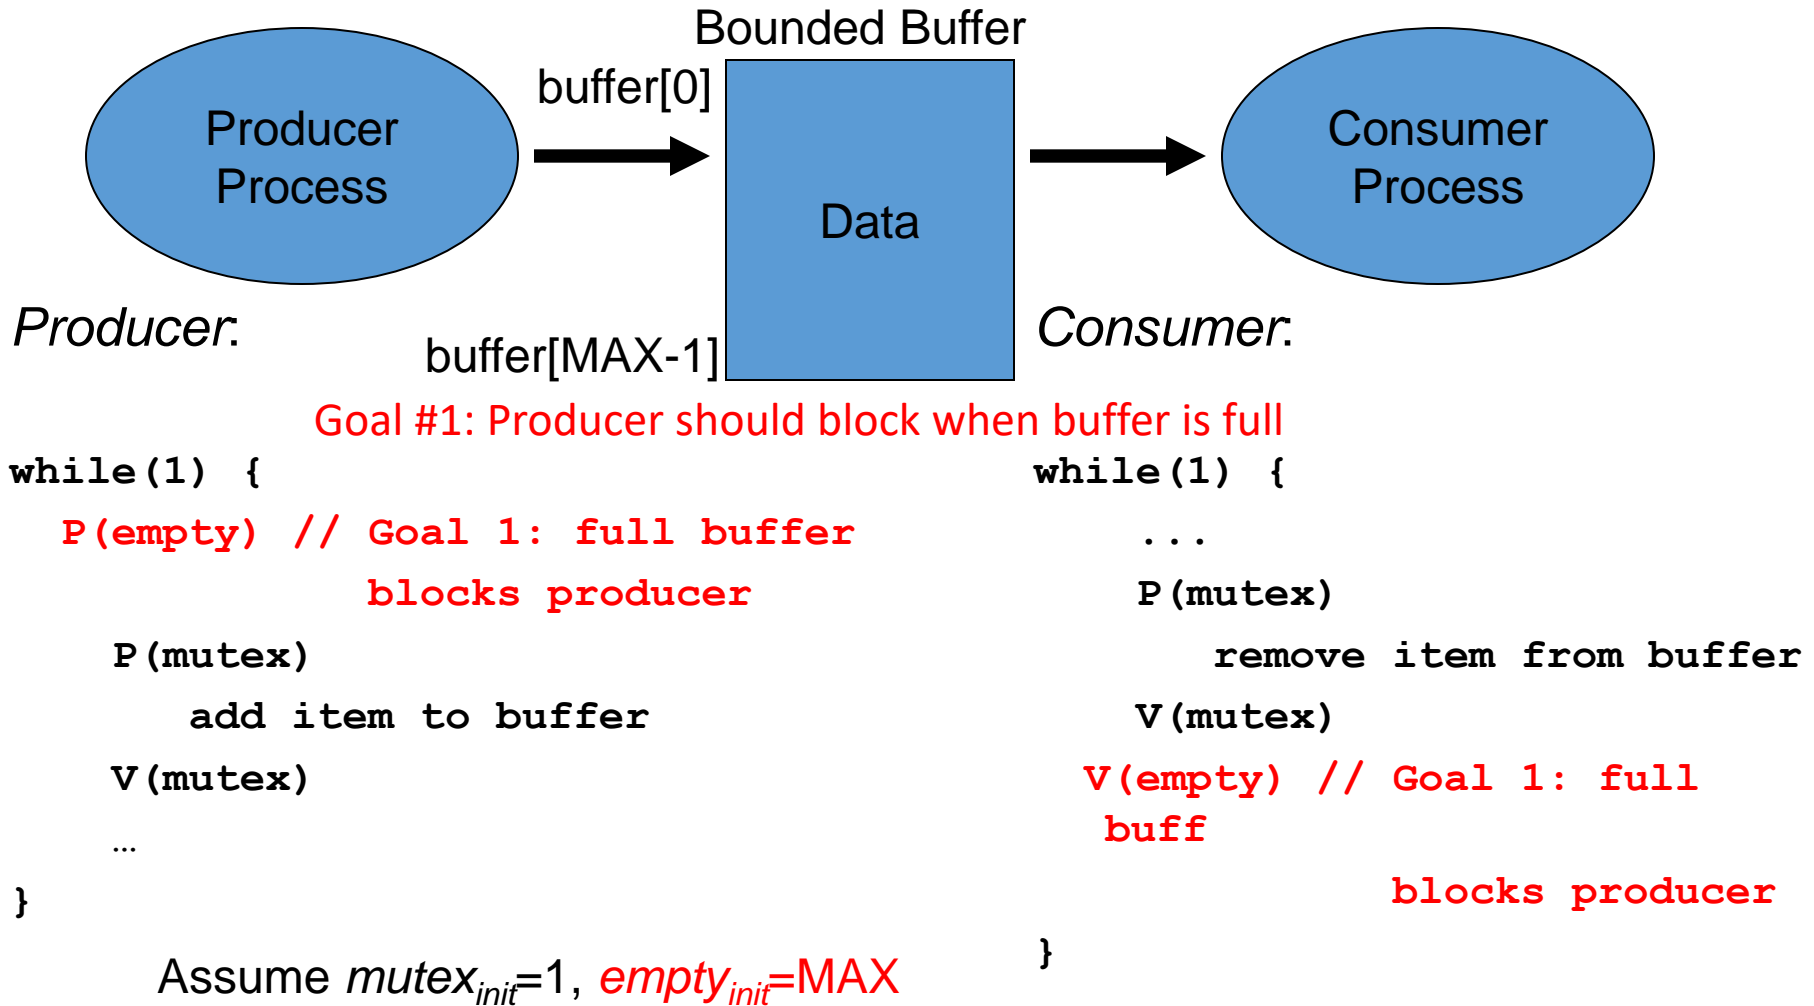 Bounded Buffer
buffer[0]
Producer
Process
Data
Consumer
Process
Producer:
buffer[MAX-1]
Consumer:
Goal #1: Producer should block when buffer is full
while(1) {
P(empty) // Goal 1: full buffer
blocks producer
P(mutex)
add item to buffer
V(mutex)
…
}
while(1) {
...
P(mutex)
remove item from buffer
V(mutex)
V(empty) // Goal 1: full
buff
blocks producer
}
Assume mutexinit=1, emptyinit=MAX